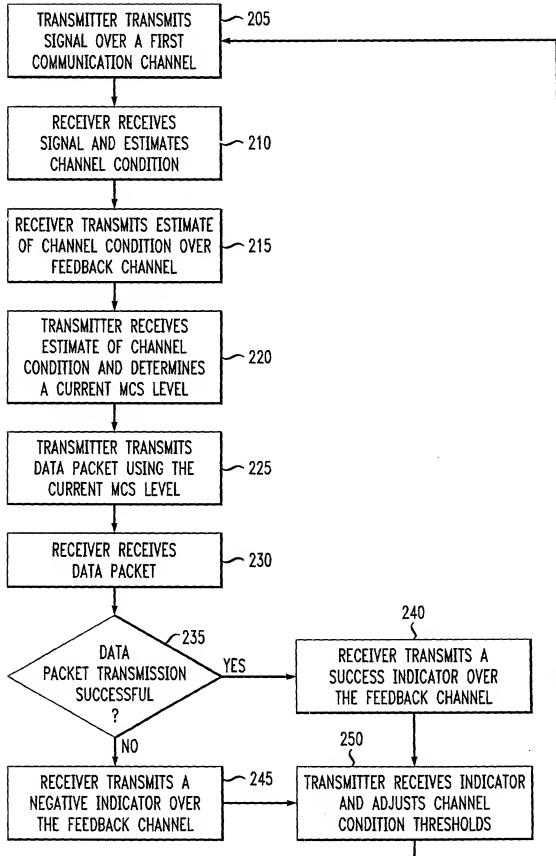 TRANSMITTER TRANSMITS
SIGNAL OVER A FIRST
COMMUNICATION CHANNEL
205
RECEIVER RECEIVES
SIGNAL AND ESTIMATES
CHANNEL CONDITION
210
RECEIVER TRANSMITS ESTIMATE
OF CHANNEL CONDITION OVER
FEEDBACK CHANNEL
215
TRANSMITTER RECEIVES
ESTIMATE OF CHANNEL
CONDITION AND DETERMINES
A CURRENT MCS LEVEL
220
TRANSMITTER TRANSMITS
DATA PACKET USING THE
CURRENT MCS LEVEL
225
RECEIVER RECEIVES
DATA PACKET
230
DATA
PACKET TRANSMISSION
SUCCESSFUL
?
235
YES
NO
240
RECEIVER TRANSMITS A
SUCCESS INDICATOR OVER
THE FEEDBACK CHANNEL
RECEIVER TRANSMITS A
NEGATIVE INDICATOR OVER
THE FEEDBACK CHANNEL
245
250
TRANSMITTER RECEIVES INDICATOR
AND ADJUSTS CHANNEL
CONDITION THRESHOLDS